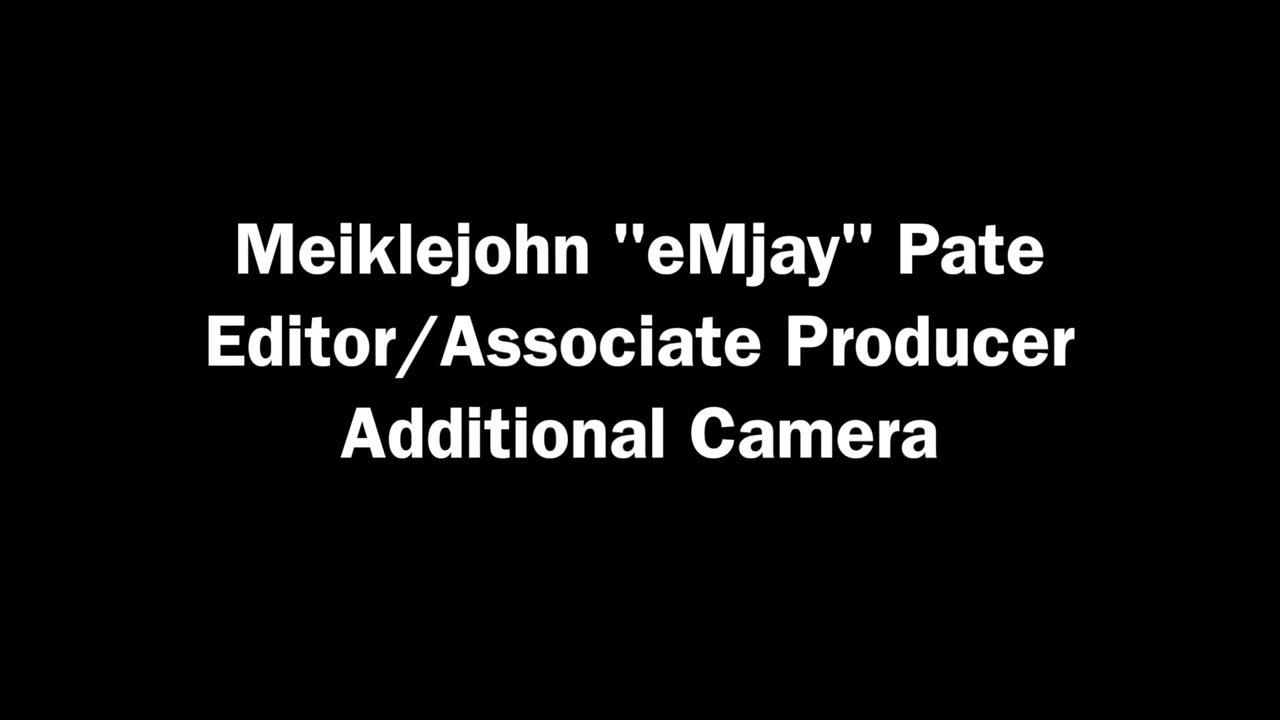 Meiklejohn "eMjay" Pate
Editor/Associate Producer
Additional Camera